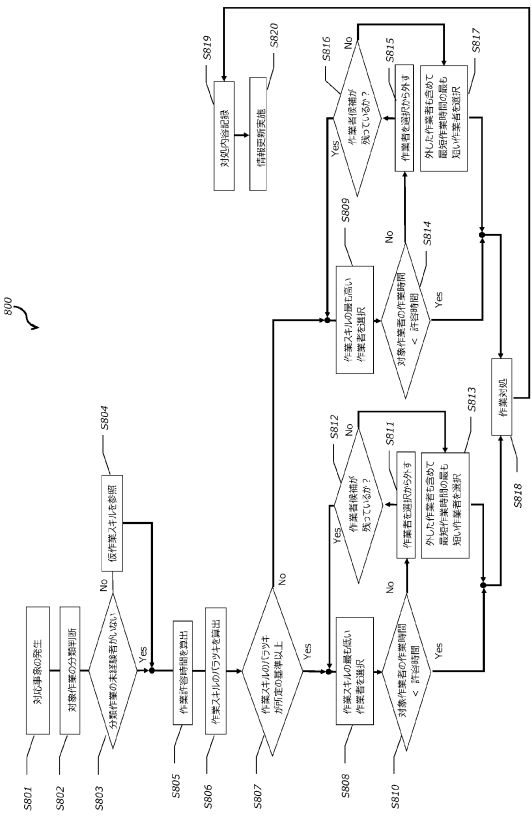 800
S801
対応事象の発生
S802
対象作業の分類判断
S803
分類作業の未経験者がいない
No
Yes
S804
仮作業スキルを参照
S805
作業許容時間を算出
S806
作業スキルのバラツキを算出
S807
作業スキルのバラツキ
が所定の基準以上
No
Yes
S808
作業スキルの最も低い
作業者を選択
S809
作業スキルの最も高い
作業者を選択
S810
対象作業者の作業時間
< 許容時間
No
Yes
S811
作業者を選択から外す
S812
作業者候補が
残っているか？
No
Yes
S813
外した作業者も含めて
最短作業時間の最も
短い作業者を選択
S814
対象作業者の作業時間
< 許容時間
No
Yes
S815
作業者を選択から外す
S816
作業者候補が
残っているか？
No
Yes
S817
外した作業者も含めて
最短作業時間の最も
短い作業者を選択
S818
作業対処
S819
対処内容記録
S820
情報更新実施